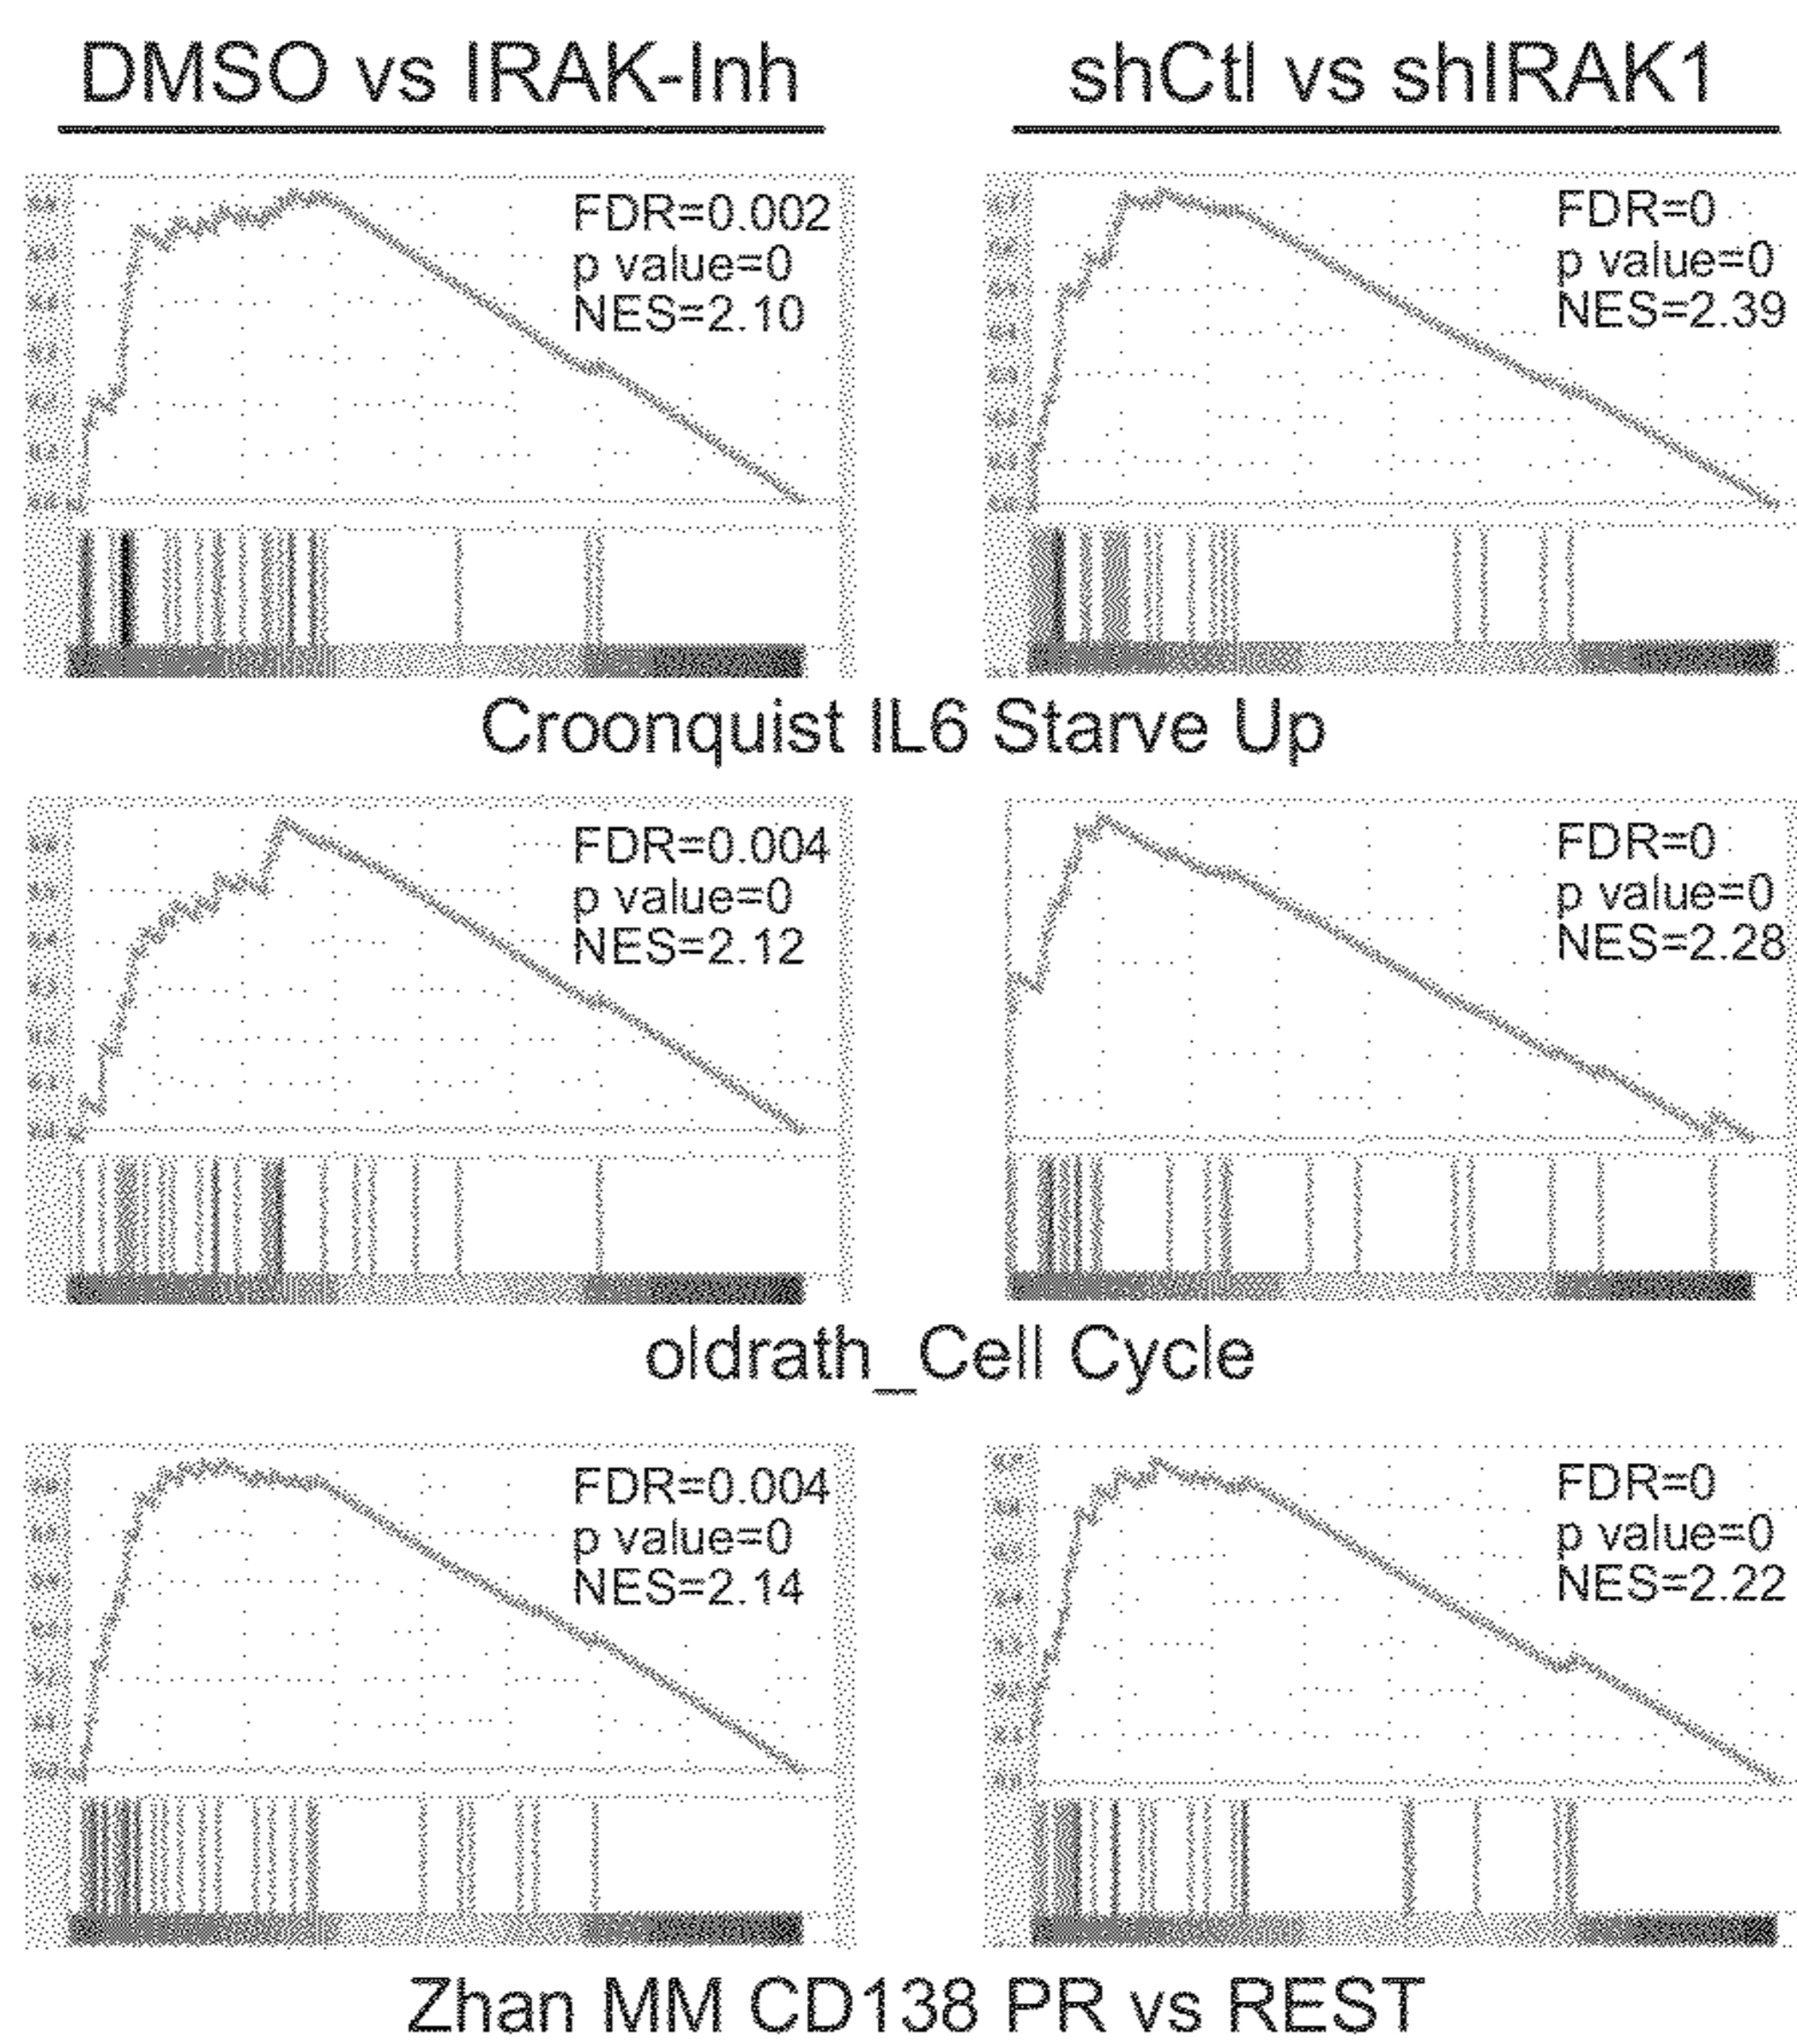 DMSO vs IRAK-Inh
shCtl vs shIRAK1
FDR=0.002
p value=0
NES=2.10
FDR=0
p value=0
NES=2.39
Croonquist IL6 Starve Up
FDR=0.004
p value=0
NES=2.12
FDR=0
p value=0
NES=2.28
oldrath_Cell Cycle
FDR=0.004
p value=0
NES=2.14
FDR=0
p value=0
NES=2.22
Zhan MM CD138 PR vs REST